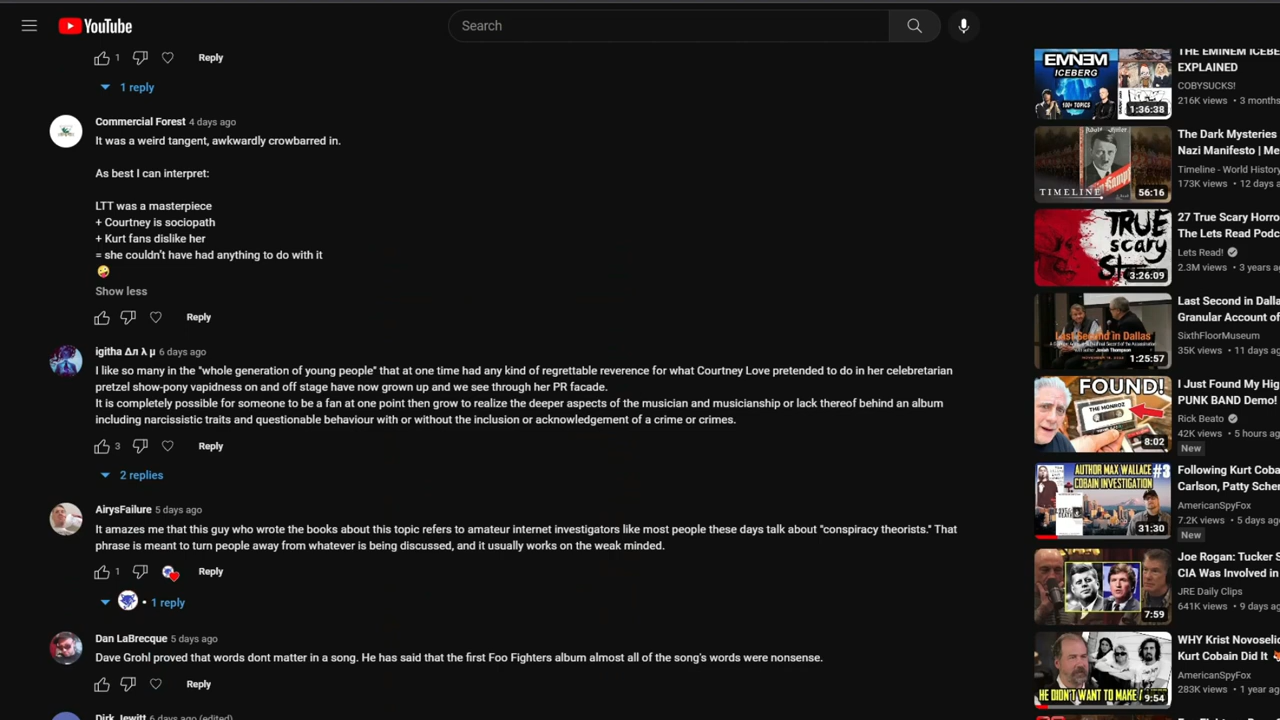 YouTube
Search
1
Reply
1 reply
Commercial Forest 4 days ago
It was a weird tangent, awkwardly crowbarred in.
As best I can interpret:
LTT was a masterpiece
+ Courtney is sociopath
+ Kurt fans dislike her
= she couldn't have had anything to do with it
🤪
Show less
Reply
igitha Δπ λ μ 6 days ago
I like so many in the "whole generation of young people" that at one time had any kind of regrettable reverence for what Courtney Love pretended to do in her celebretarian
pretzel show-pony vapidness on and off stage have now grown up and we see through her PR facade.
It is completely possible for someone to be a fan at one point then grow to realize the deeper aspects of the musician and musicianship or lack thereof behind an album
including narcissistic traits and questionable behaviour with or without the inclusion or acknowledgement of a crime or crimes.
3
Reply
2 replies
AirysFailure 5 days ago
It amazes me that this guy who wrote the books about this topic refers to amateur internet investigators like most people these days talk about "conspiracy theorists." That
phrase is meant to turn people away from whatever is being discussed, and it usually works on the weak minded.
1
Reply
• 1 reply
Dan LaBrecque 5 days ago
Dave Grohl proved that words dont matter in a song. He has said that the first Foo Fighters album almost all of the song's words were nonsense.
Reply
Dirk Jewitt 6 days ago (edited)
EMINEM
ICEBERG
100+ TOPICS
1:36:38
THE EMINEM ICEBE
EXPLAINED
COBYSUCKS!
216K views • 3 months
TIMELINE
56:16
The Dark Mysteries
Nazi Manifesto | Me
Timeline - World History
173K views • 12 days a
TRUE
scary
3:26:09
27 True Scary Horror
The Lets Read Podc
Lets Read!
2.3M views • 3 years a
Last Second in Dallas
1:25:57
Last Second in Dallas
Granular Account of
SixthFloorMuseum
35K views • 11 days a
FOUND!
THE MONROZ
8:02
I Just Found My Hig
PUNK BAND Demo!
Rick Beato
42K views • 5 hours ag
New
AUTHOR MAX WALLACE #3
COBAIN INVESTIGATION
31:30
Following Kurt Coba
Carlson, Patty Scher
AmericanSpyFox
7.2K views • 5 days ag
New
7:59
Joe Rogan: Tucker S
CIA Was Involved in
JRE Daily Clips
641K views • 9 days ag
HE DIDN'T WANT TO MAKE
9:54
WHY Krist Novoselic
Kurt Cobain Did It
AmericanSpyFox
283K views • 1 year ag